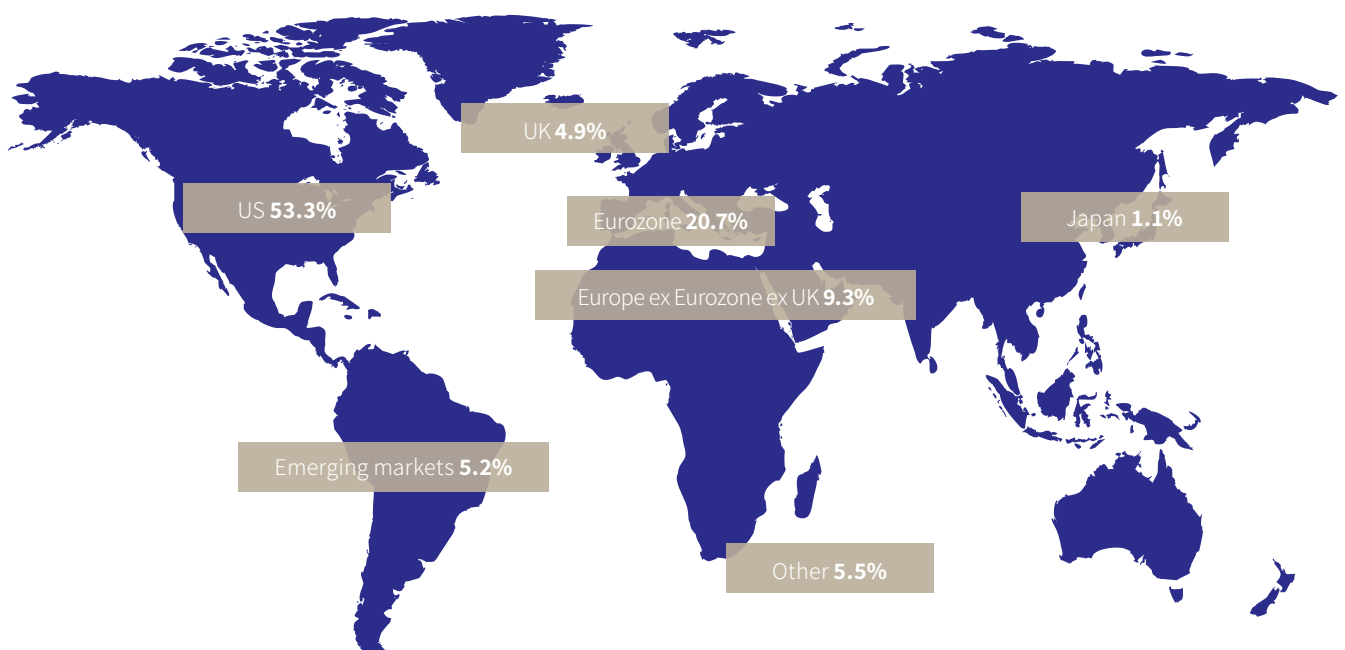 UK 4.9%
US 53.3%
Eurozone 20.7%
Japan 1.1%
Europe ex Eurozone ex UK 9.3%
Emerging markets 5.2%
Other 5.5%